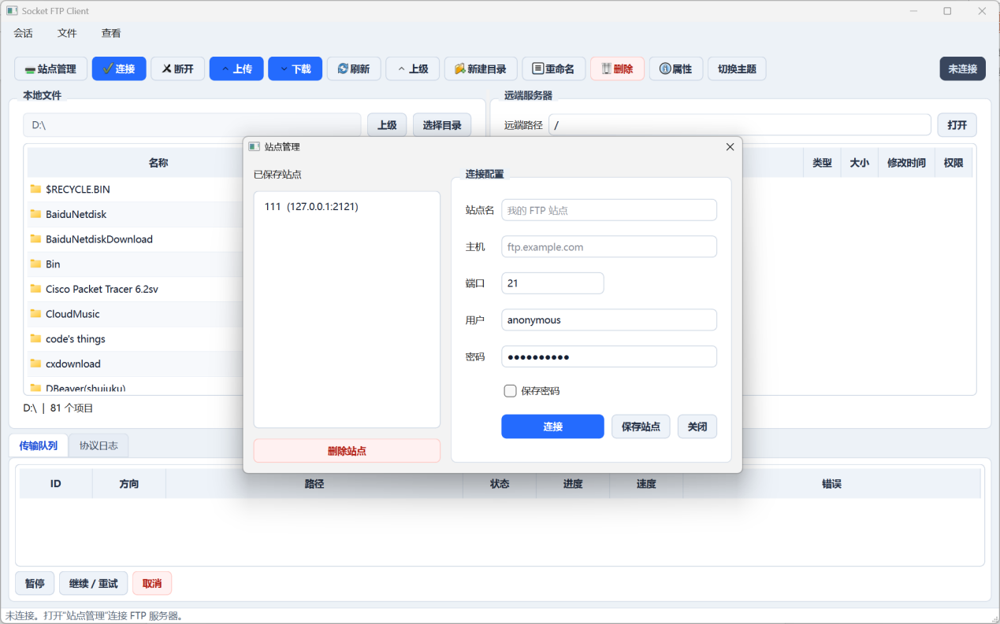 Socket FTP Client
会话 文件 查看
站点管理 连接 断开 上传 下载 刷新 上级 新建目录 重命名 删除 属性 切换主题 未连接
本地文件
D:\ 上级 选择目录
名称
$RECYCLE.BIN
BaiduNetdisk
BaiduNetdiskDownload
Bin
Cisco Packet Tracer 6.2sv
CloudMusic
code's things
cxdownload
DBeaver(shujuku)
D:\ | 81 个项目
远端服务器
远端路径 / 打开
类型 大小 修改时间 权限
站点管理
已保存站点
111 (127.0.0.1:2121)
删除站点
连接配置
站点名 我的 FTP 站点
主机 ftp.example.com
端口 21
用户 anonymous
密码 ●●●●●●●●●●
保存密码
连接 保存站点 关闭
传输队列 协议日志
ID 方向 路径 状态 进度 速度 错误
暂停 继续 / 重试 取消
未连接。打开“站点管理”连接 FTP 服务器。